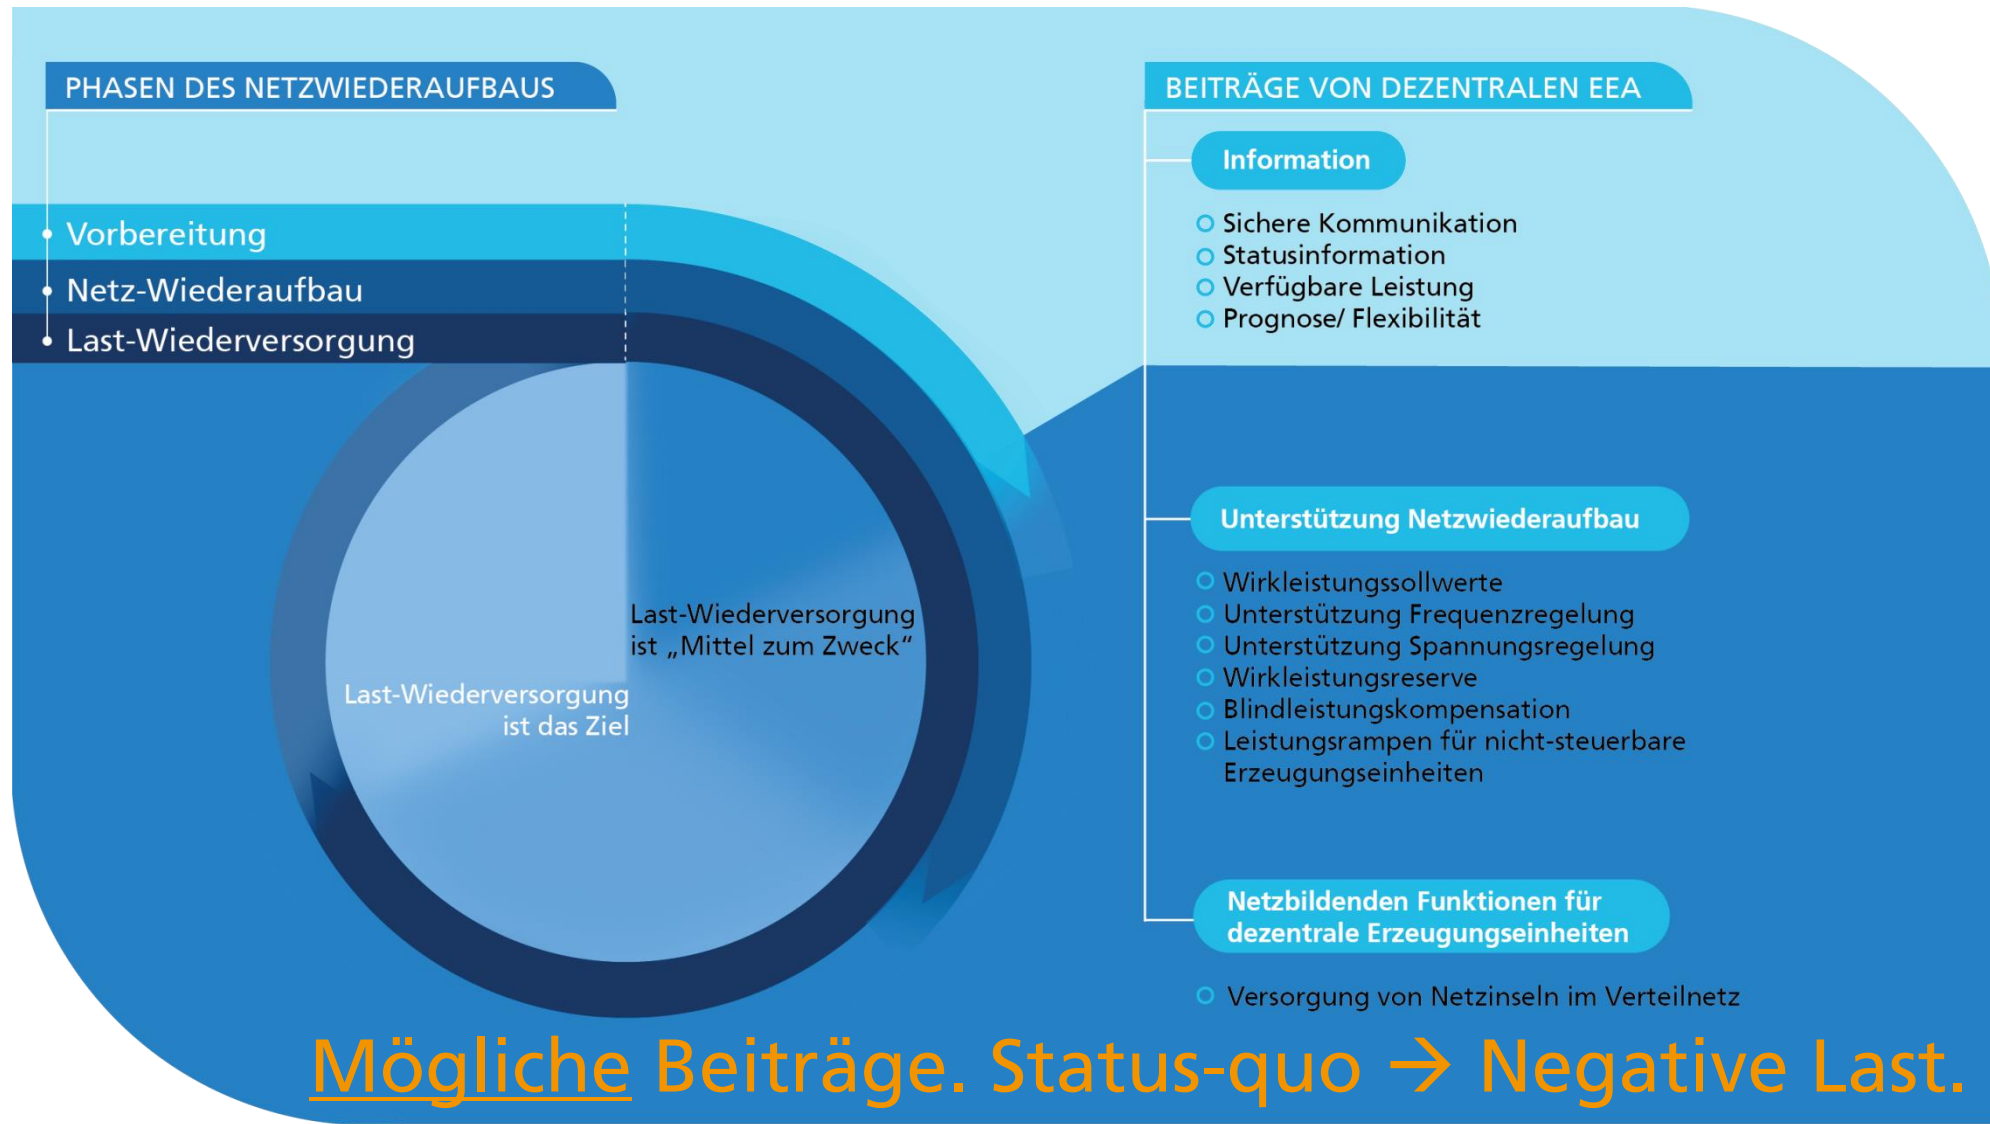 PHASEN DES NETZWIEDERAUFBAUS
Vorbereitung
Netz-Wiederaufbau
Last-Wiederversorgung
Last-Wiederversorgung
ist „Mittel zum Zweck“
Last-Wiederversorgung
ist das Ziel
BEITRÄGE VON DEZENTRALEN EEA
Information
Sichere Kommunikation
Statusinformation
Verfügbare Leistung
Prognose/ Flexibilität
Unterstützung Netzwiederaufbau
Wirkleistungssollwerte
Unterstützung Frequenzregelung
Unterstützung Spannungsregelung
Wirkleistungsreserve
Blindleistungskompensation
Leistungsrampen für nicht-steuerbare
Erzeugungseinheiten
Netzbildenden Funktionen für
dezentrale Erzeugungseinheiten
Versorgung von Netzinseln im Verteilnetz
Mögliche Beiträge. Status-quo → Negative Last.